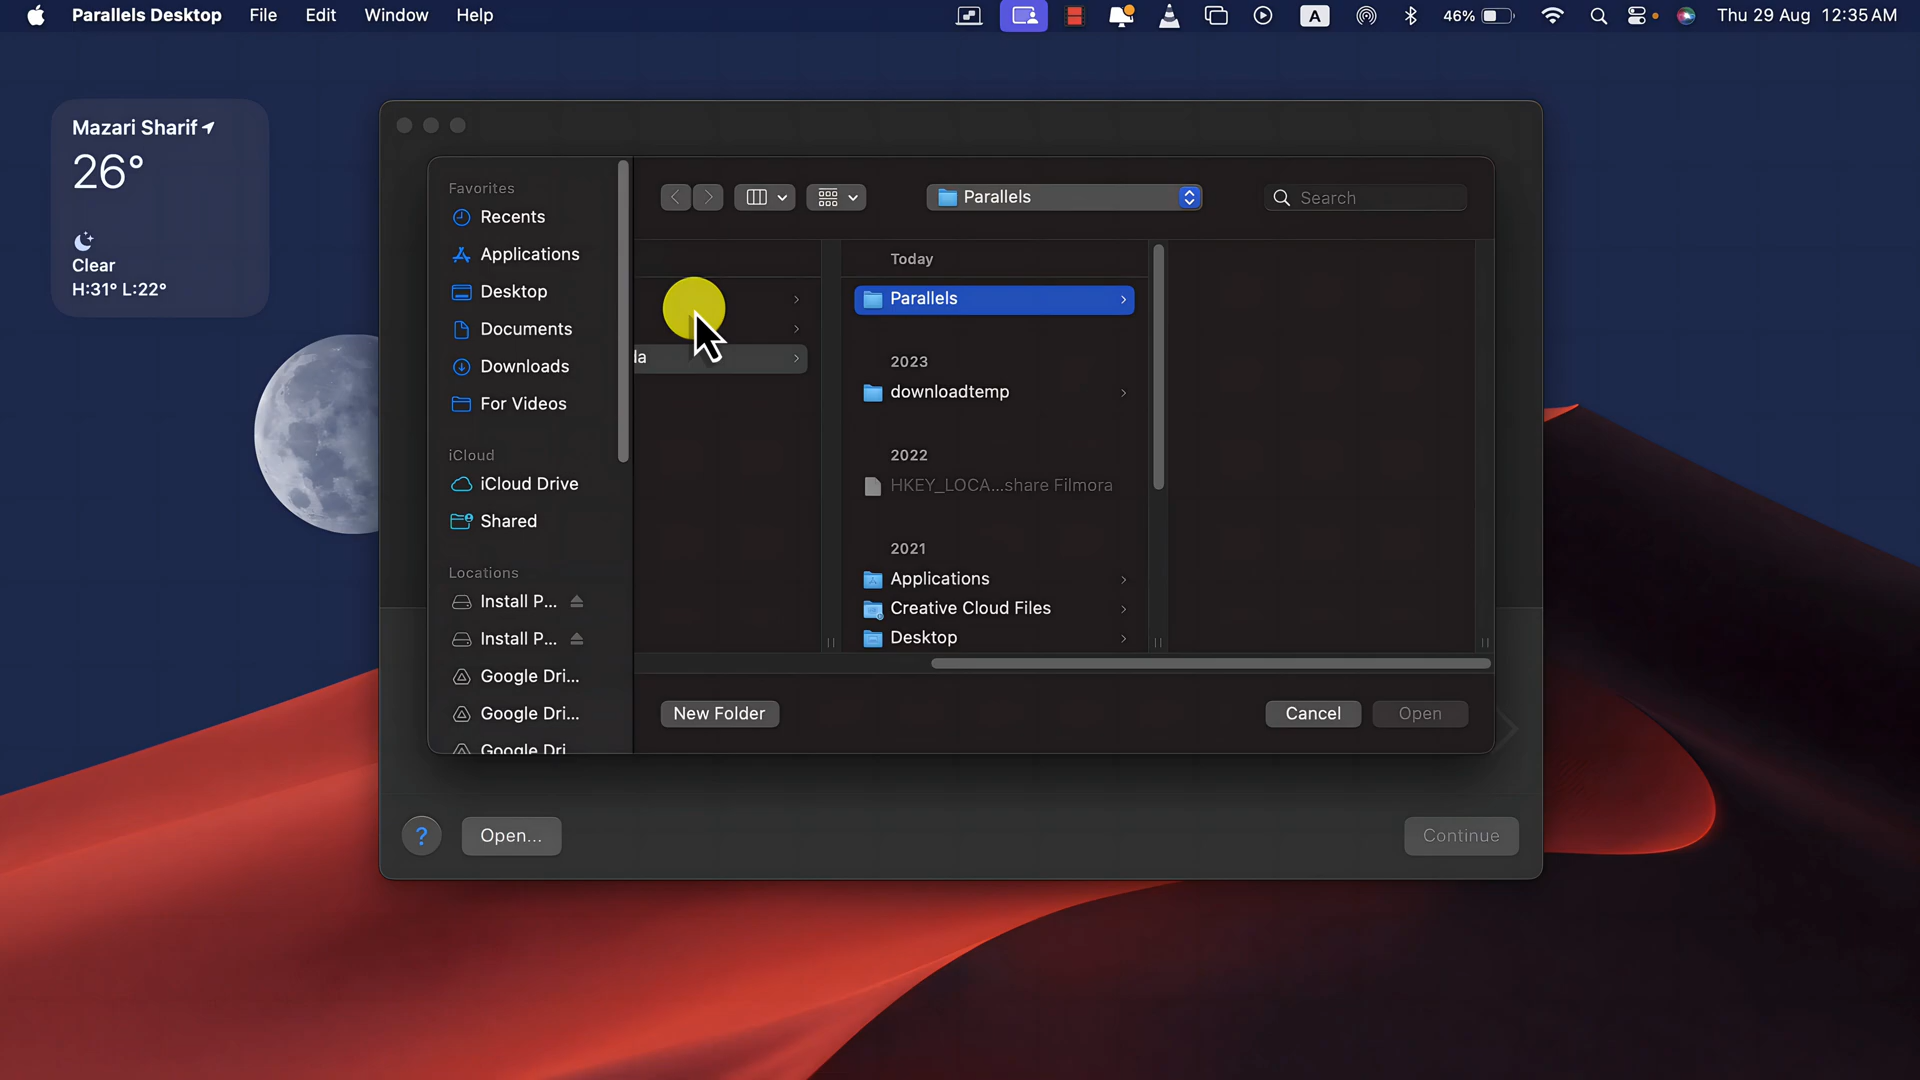 Parallels Desktop File Edit Window Help
A 46% Thu 29 Aug 12:35 AM
Mazari Sharif
26°
Clear
H:31° L:22°
Favorites
Recents
Applications
Desktop
Documents
Downloads
For Videos
iCloud
iCloud Drive
Shared
Locations
Install P...
Install P...
Google Dri...
Google Dri...
Google Dri
Parallels
Search
da
Today
Parallels
2023
downloadtemp
2022
HKEY_LOCA...share Filmora
2021
Applications
Creative Cloud Files
Desktop
New Folder
Cancel
Open
?
Open...
Continue